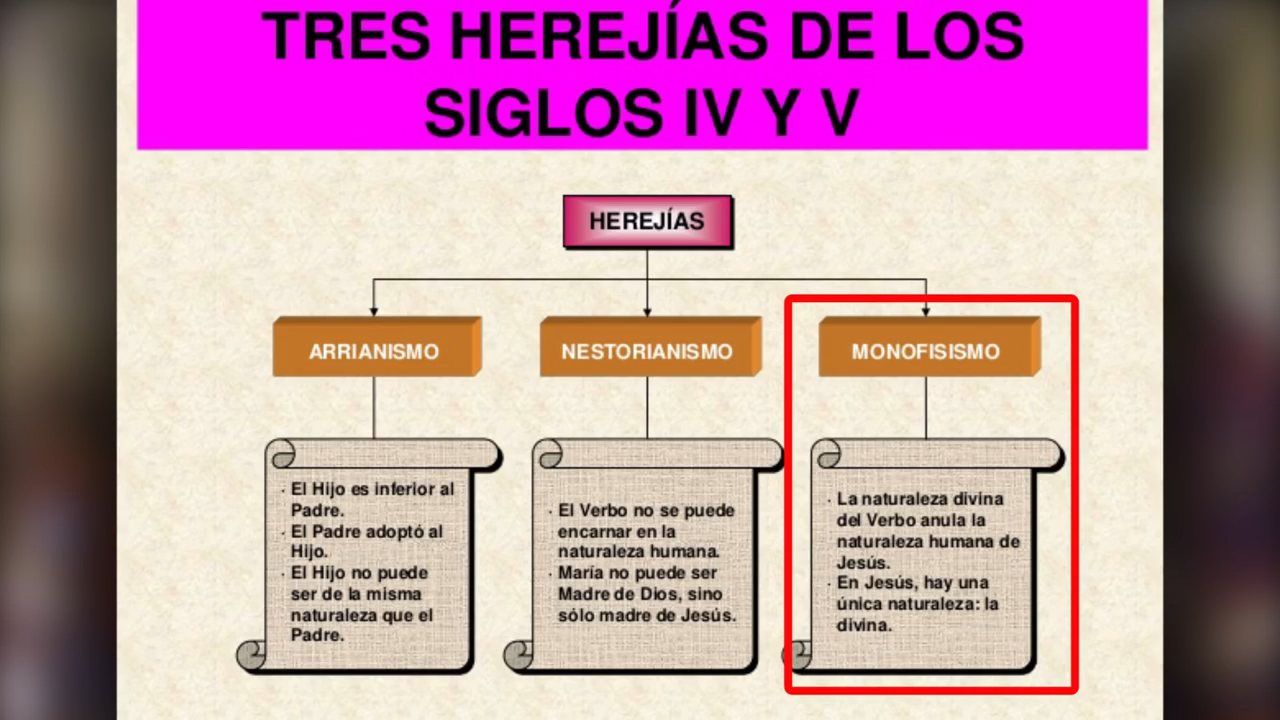 TRES HEREJÍAS DE LOS
SIGLOS IV Y V
HEREJÍAS
ARRIANISMO
· El Hijo es inferior al
Padre.
· El Padre adoptó al
Hijo.
· El Hijo no puede
ser de la misma
naturaleza que el
Padre.
NESTORIANISMO
· El Verbo no se puede
encarnar en la
naturaleza humana.
· María no puede ser
Madre de Dios, sino
sólo madre de Jesús.
MONOFISISMO
· La naturaleza divina
del Verbo anula la
naturaleza humana de
Jesús.
· En Jesús, hay una
única naturaleza: la
divina.